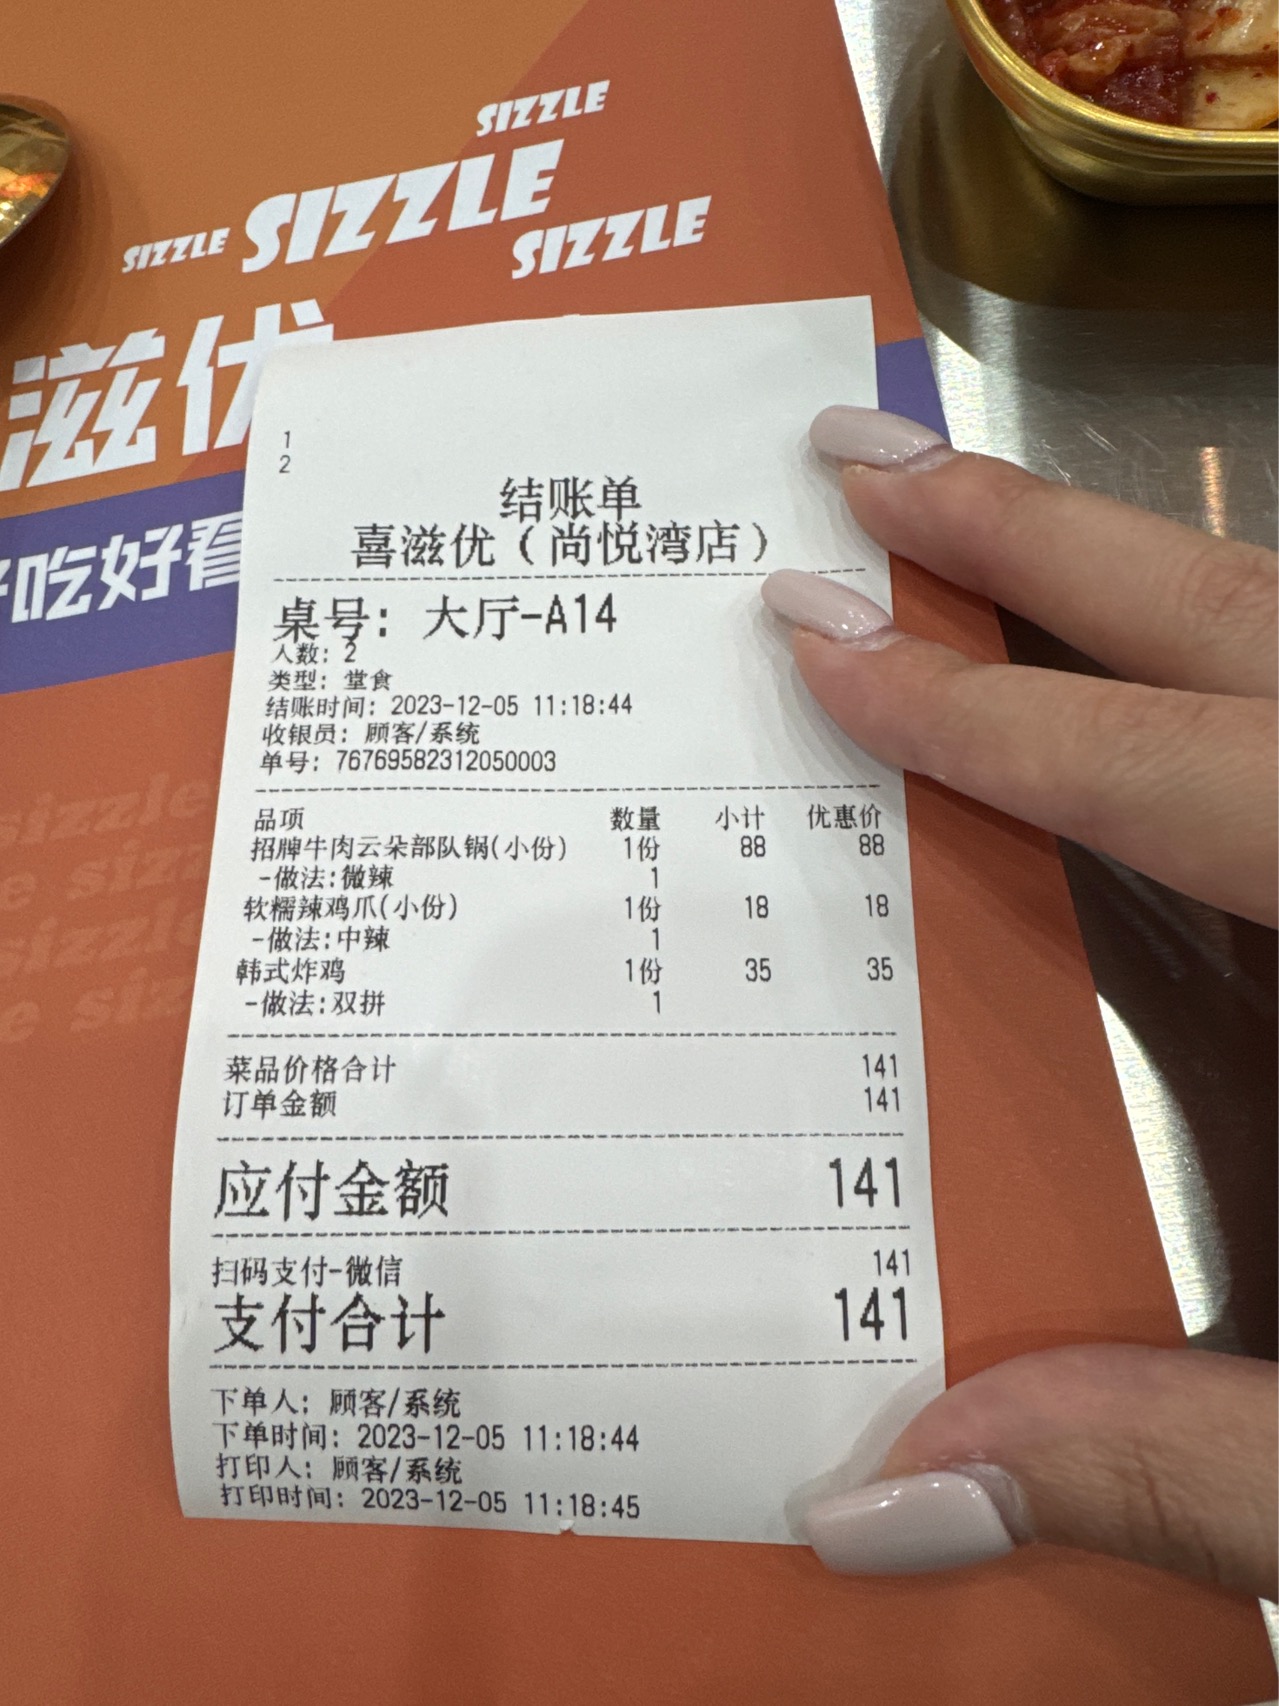 SIZZLE
SIZZLE SIZZLE
SIZZLE
滋优
吃好看
sizzle
e sizz
sizzle
e siz
1
2
结账单
喜滋优（尚悦湾店）
桌号: 大厅-A14
人数: 2
类型: 堂食
结账时间: 2023-12-05 11:18:44
收银员: 顾客/系统
单号: 76769582312050003
品项 数量 小计 优惠价
招牌牛肉云朵部队锅(小份) 1份 88 88
-做法:微辣 1
软糯辣鸡爪(小份) 1份 18 18
-做法:中辣 1
韩式炸鸡 1份 35 35
-做法:双拼 1
菜品价格合计 141
订单金额 141
应付金额 141
扫码支付-微信 141
支付合计 141
下单人: 顾客/系统
下单时间: 2023-12-05 11:18:44
打印人: 顾客/系统
打印时间: 2023-12-05 11:18:45